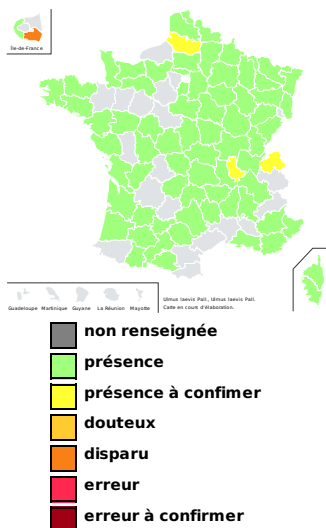 Île-de-France
Ulmus laevis Pall., Ulmus laevis Pall.
Carte en cours d'élaboration.
Guadeloupe Martinique Guyane La Réunion Mayotte
non renseignée
présence
présence à confimer
douteux
disparu
erreur
erreur à confirmer